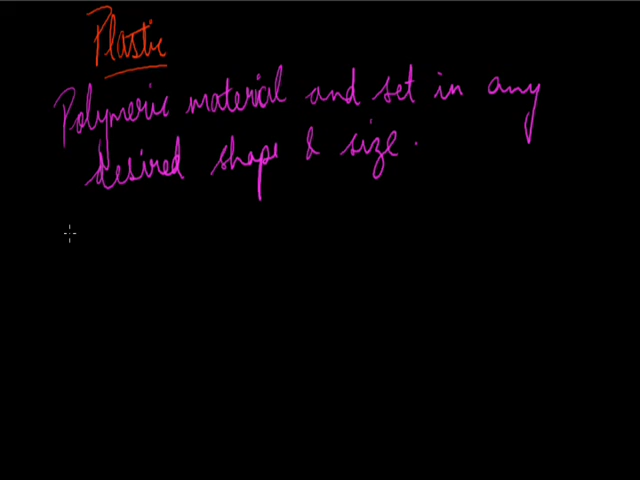 Plastic
Polymeric material and set in any
desired shape & size.